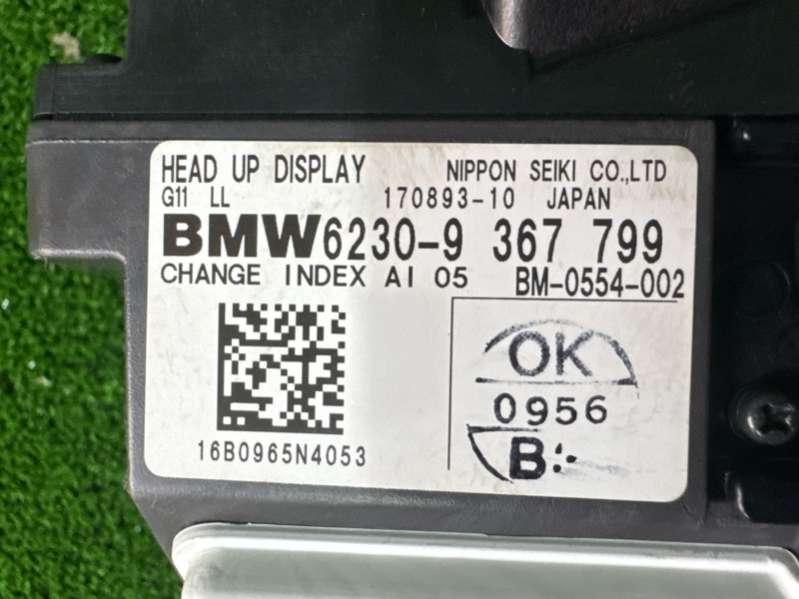 HEAD UP DISPLAY NIPPON SEIKI CO.,LTD
G11 LL 170893-10 JAPAN
BMW6230-9 367 799
CHANGE INDEX AI 05 BM-0554-002
OK
0956
B
16B0965N4053